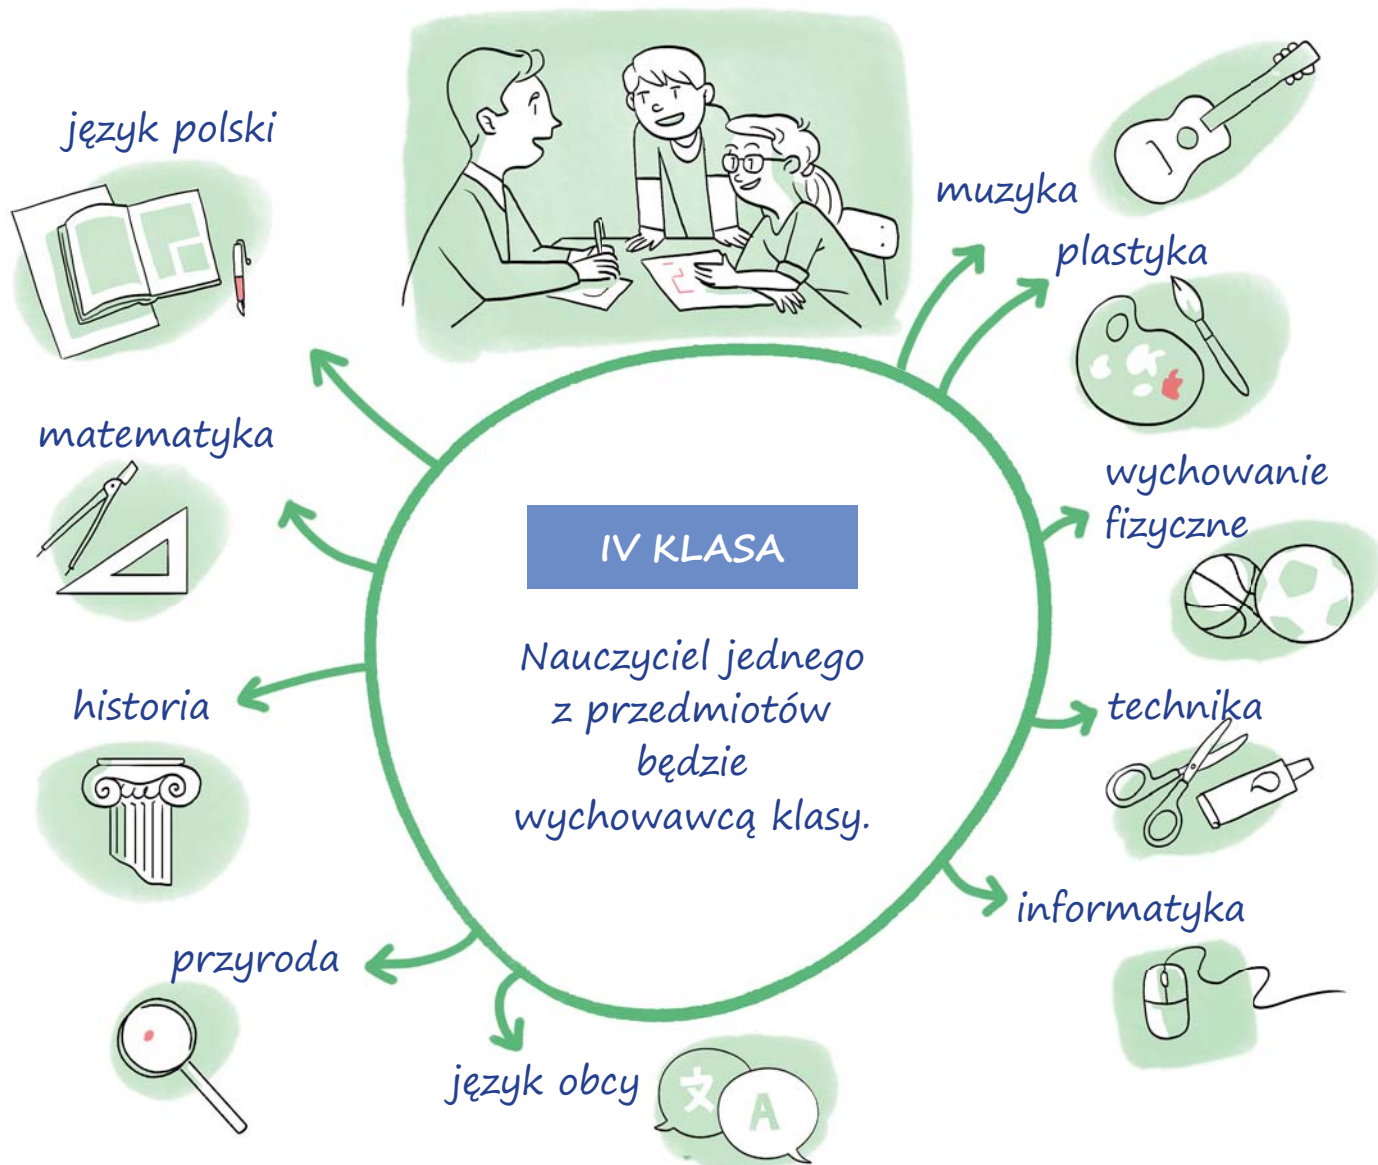 język polski
muzyka
plastyka
matematyka
wychowanie
fizyczne
IV KLASA
Nauczyciel jednego
z przedmiotów
będzie
wychowawcą klasy.
historia
technika
przyroda
informatyka
język obcy
文
A